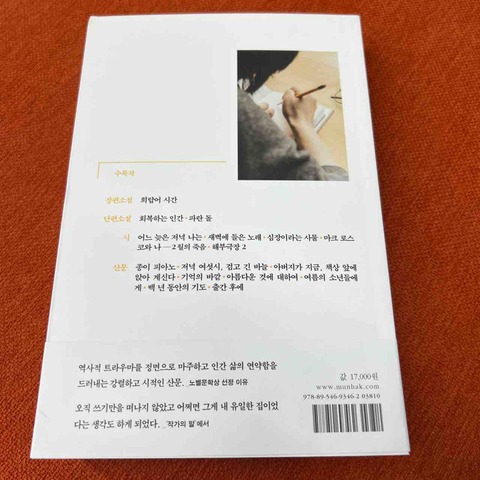 수록작
장편소설 희랍어 시간
단편소설 회복하는 인간·파란 돌
시 어느 늦은 저녁 나는·새벽에 들은 노래·심장이라는 사물·마크 로스
코와 나—2월의 죽음·해부극장 2
산문 종이 피아노·저녁 여섯시, 검고 긴 바늘·아버지가 지금, 책상 앞에
앉아 계신다·기억의 바깥·아름다운 것에 대하여·여름의 소년들에
게·백 년 동안의 기도·출간 후에
역사적 트라우마를 정면으로 마주하고 인간 삶의 연약함을
드러내는 강렬하고 시적인 산문. _노벨문학상 선정 이유
오직 쓰기만을 떠나지 않았고 어쩌면 그게 내 유일한 집이었
다는 생각도 하게 되었다. _'작가의 말'에서
값 17,000원
www.munhak.com
978-89-546-9346-2 03810